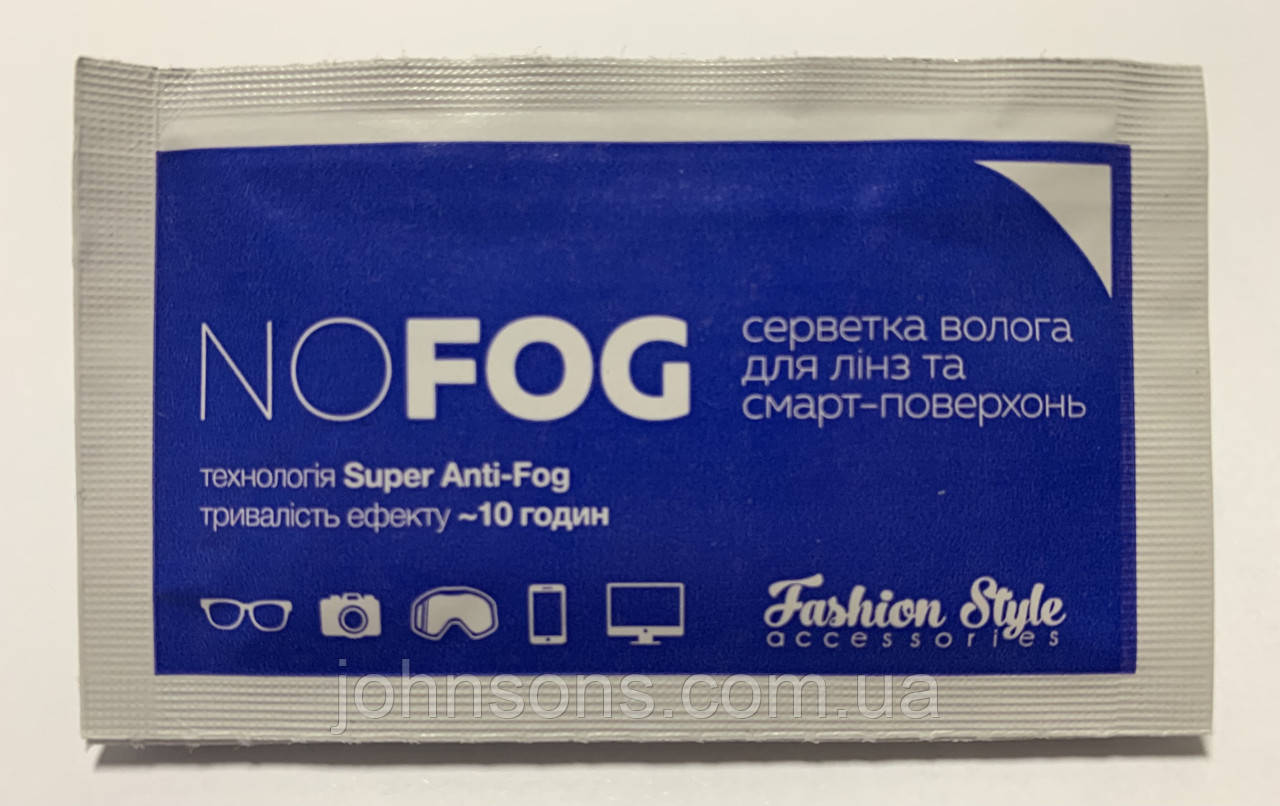 NOFOG
серветка волога
для лінз та
смарт-поверхонь
технологія Super Anti-Fog
тривалість ефекту ~10 годин
Fashion Style
accessories
johnsons.com.ua